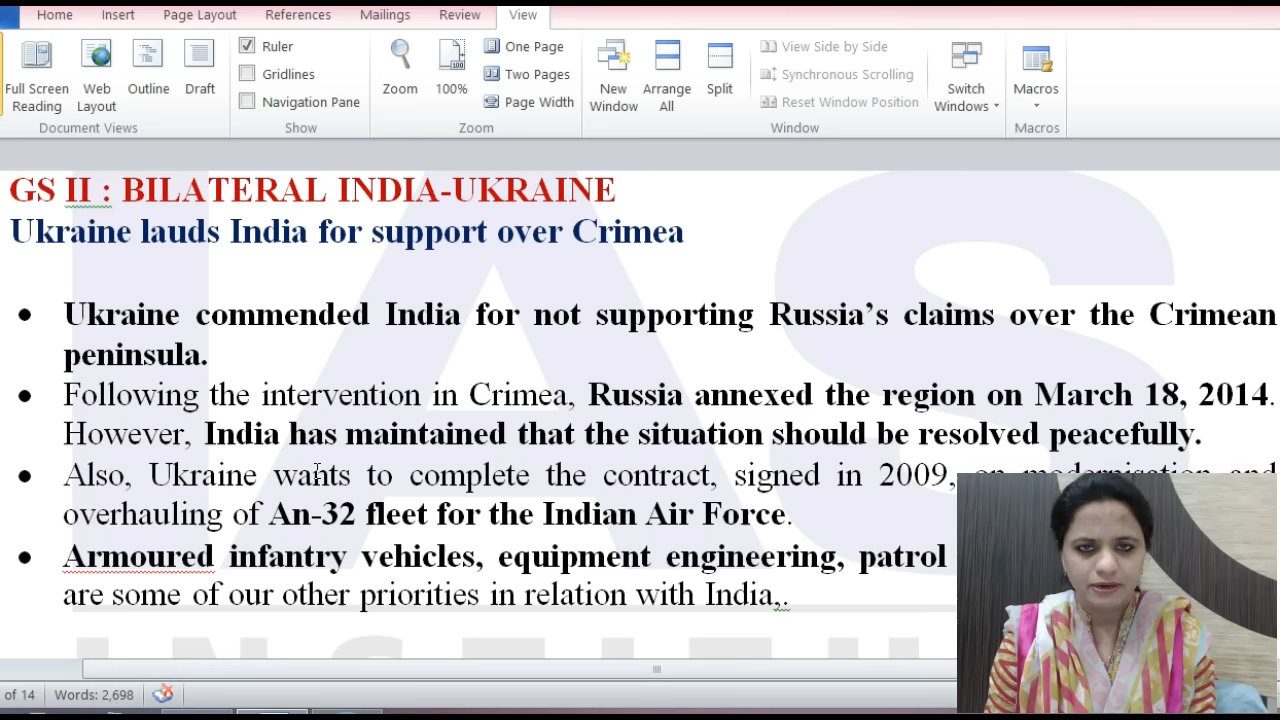 Home Insert Page Layout References Mailings Review View
Ruler One Page View Side by Side
Gridlines Two Pages Synchronous Scrolling
Navigation Pane Page Width Reset Window Position
Full Screen Reading Web Layout Outline Draft Zoom 100% New Window Arrange All Split Switch Windows Macros
Document Views Show Zoom Window Macros
GS II : BILATERAL INDIA-UKRAINE
Ukraine lauds India for support over Crimea
• Ukraine commended India for not supporting Russia’s claims over the Crimean
peninsula.
• Following the intervention in Crimea, Russia annexed the region on March 18, 2014.
However, India has maintained that the situation should be resolved peacefully.
• Also, Ukraine wants to complete the contract, signed in 2009, on modernisation and
overhauling of An-32 fleet for the Indian Air Force.
• Armoured infantry vehicles, equipment engineering, patrol
are some of our other priorities in relation with India,.
IAS
of 14 Words: 2,698